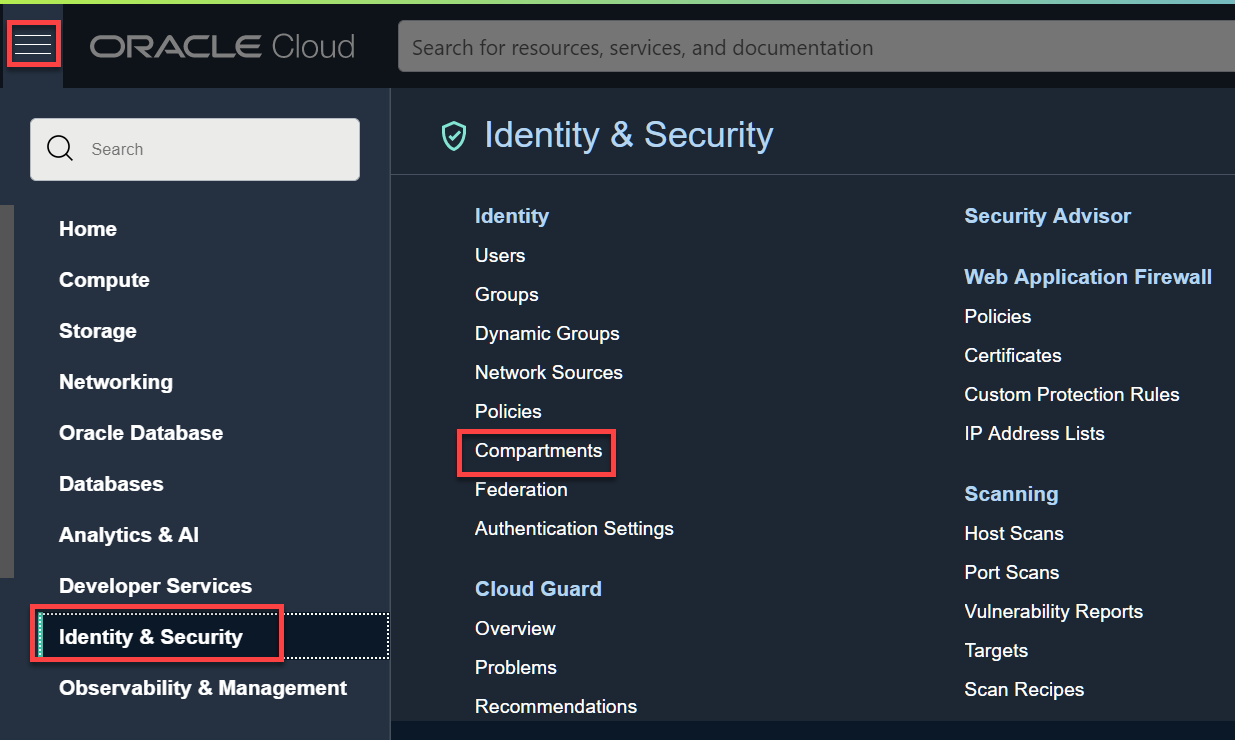 ORACLE Cloud
Search for resources, services, and documentation
Search
Home
Compute
Storage
Networking
Oracle Database
Databases
Analytics & AI
Developer Services
Identity & Security
Observability & Management
Identity & Security
Identity
Users
Groups
Dynamic Groups
Network Sources
Policies
Compartments
Federation
Authentication Settings
Cloud Guard
Overview
Problems
Recommendations
Security Advisor
Web Application Firewall
Policies
Certificates
Custom Protection Rules
IP Address Lists
Scanning
Host Scans
Port Scans
Vulnerability Reports
Targets
Scan Recipes